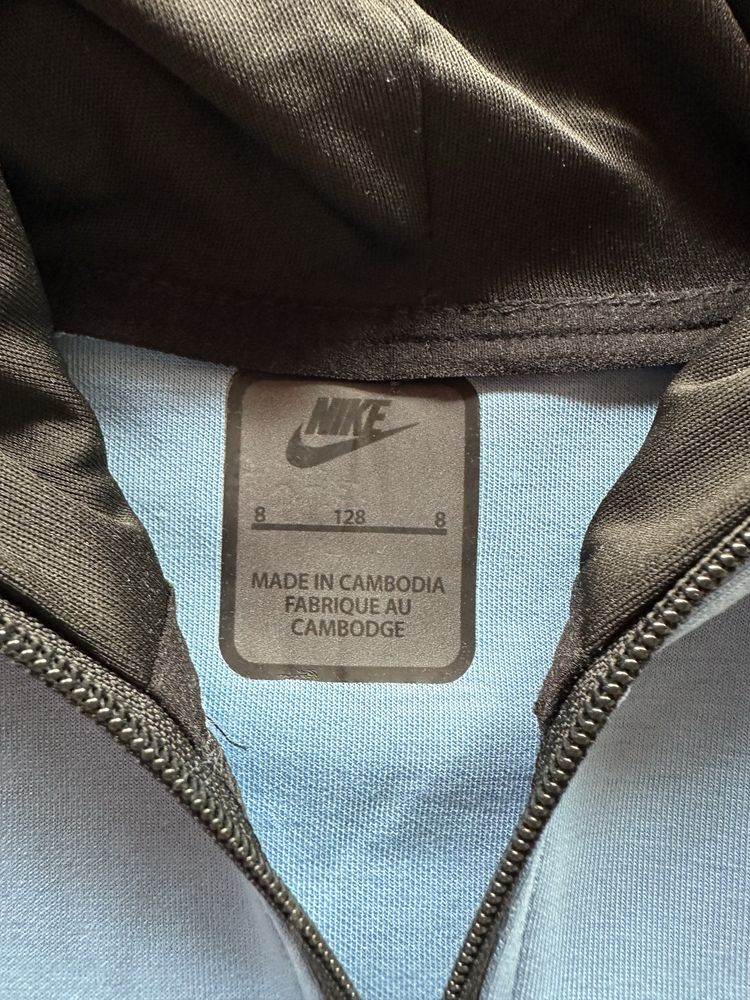 NIKE
8 128 8
MADE IN CAMBODIA
FABRIQUE AU
CAMBODGE